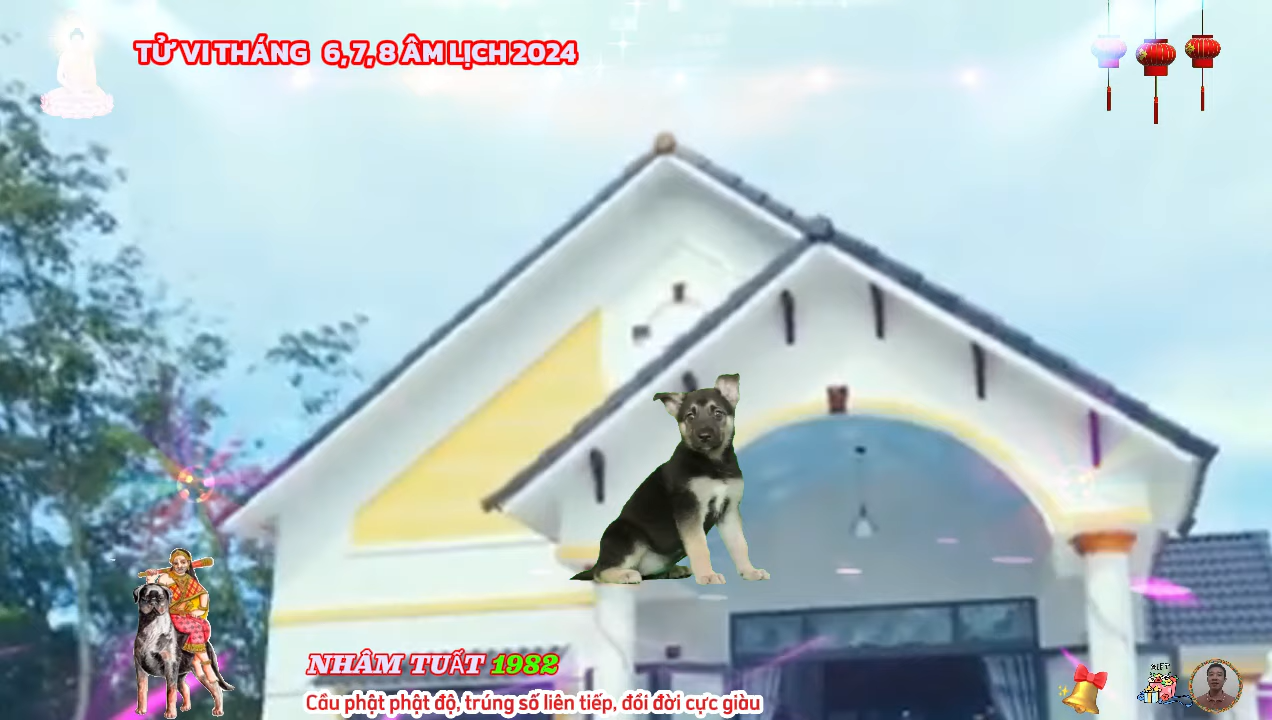 TỬ VI THÁNG 6, 7, 8 ÂM LỊCH 2024
NHÂM TUẤT 1982
Cầu phật phật độ, trúng số liên tiếp, đổi đời cực giàu